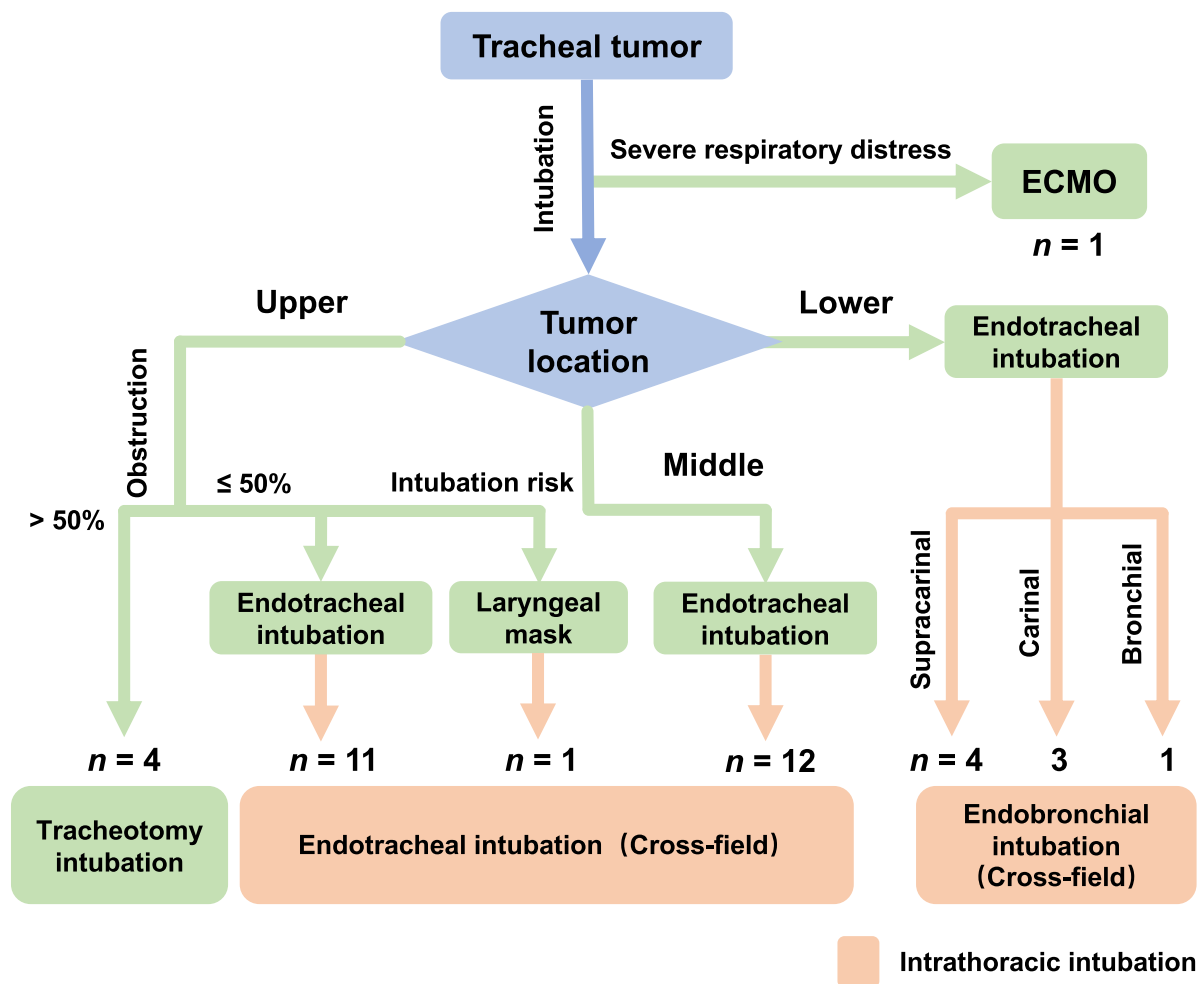 Tracheal tumor
Intubation
Severe respiratory distress
ECMO
n = 1
Upper
Tumor
location
Lower
Endotracheal
intubation
Obstruction
> 50%
≤ 50%
Intubation risk
Middle
Endotracheal
intubation
Laryngeal
mask
Endotracheal
intubation
Supracarinal
Carinal
Bronchial
n = 4
n = 11
n = 1
n = 12
n = 4
3
1
Tracheotomy
intubation
Endotracheal intubation（Cross-field）
Endobronchial
intubation
（Cross-field）
Intrathoracic intubation